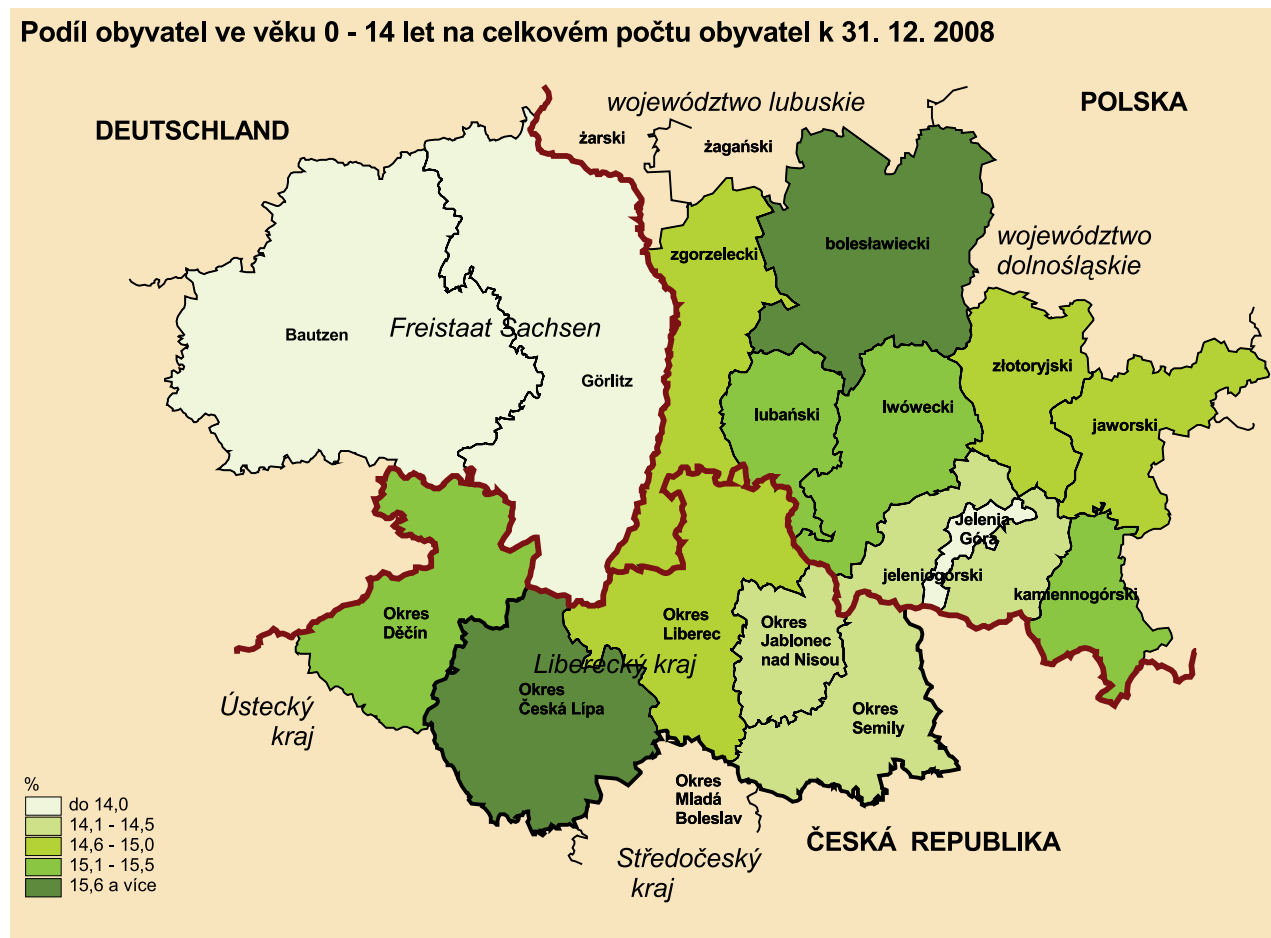 Podíl obyvatel ve věku 0 - 14 let na celkovém počtu obyvatel k 31. 12. 2008
województwo lubuskie
POLSKA
DEUTSCHLAND
żarski
żagański
zgorzelecki
bolesławiecki
województwo
dolnośląskie
Bautzen
Freistaat Sachsen
Görlitz
złotoryjski
lubański
lwówecki
jaworski
Jelenia
Góra
jeleniogórski
kamiennogórski
Okres
Děčín
Okres
Liberec
Okres
Jablonec
nad Nisou
Liberecký kraj
Okres
Česká Lípa
Okres
Semily
Ústecký
kraj
Okres
Mladá
Boleslav
ČESKÁ REPUBLIKA
Středočeský
kraj
%
do 14,0
14,1 - 14,5
14,6 - 15,0
15,1 - 15,5
15,6 a více